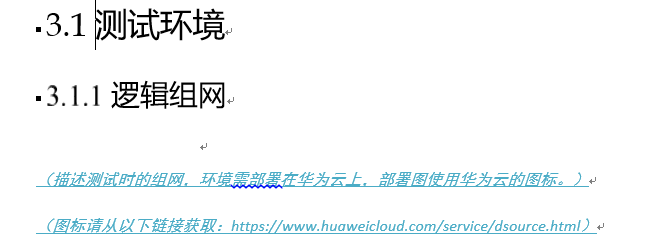 3.1 测试环境
3.1.1 逻辑组网
（描述测试时的组网，环境需部署在华为云上，部署图使用华为云的图标。）
（图标请从以下链接获取：https://www.huaweicloud.com/service/dsource.html）